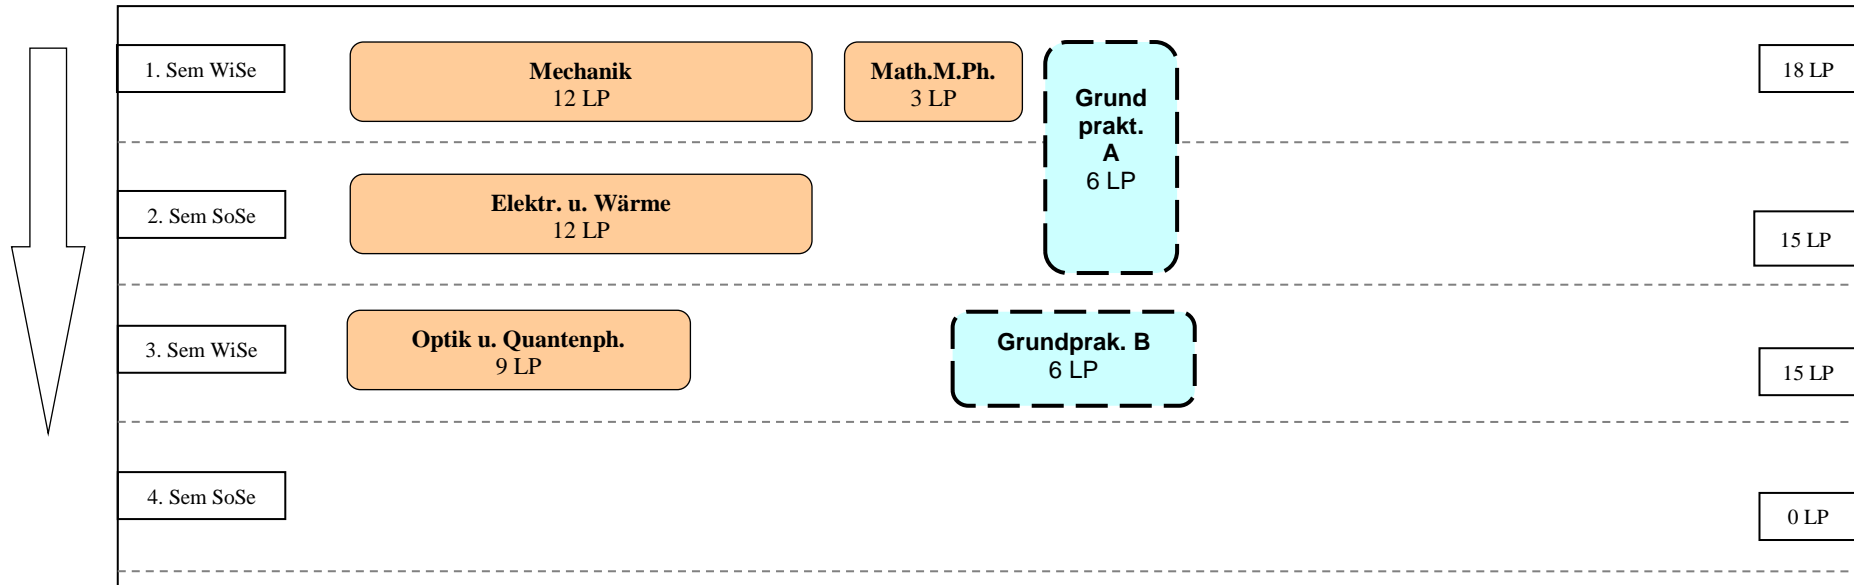 1. Sem WiSe
Mechanik
12 LP
Math.M.Ph.
3 LP
Grund
prakt.
A
6 LP
18 LP
2. Sem SoSe
Elektr. u. Wärme
12 LP
15 LP
3. Sem WiSe
Optik u. Quantenph.
9 LP
Grundprak. B
6 LP
15 LP
4. Sem SoSe
0 LP